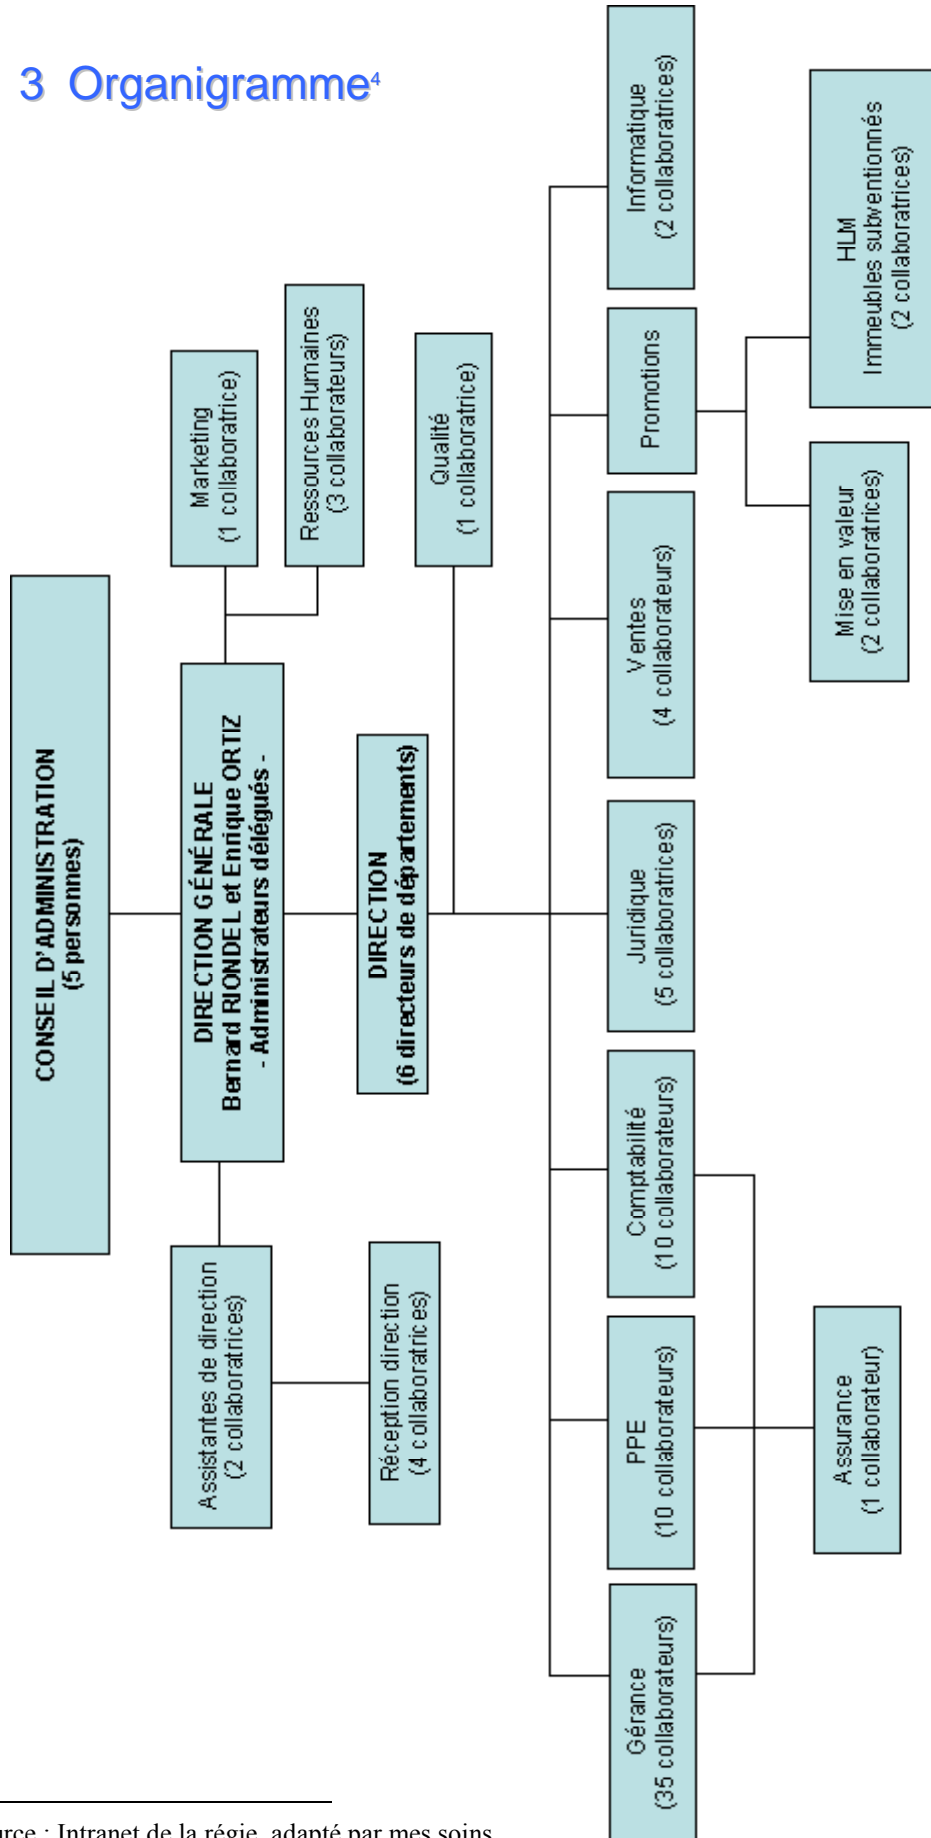 3 Organigramme4
CONSEIL D'ADMINISTRATION
(5 personnes)
DIRECTION GÉNÉRALE
Bernard RIONDEL et Enrique ORTIZ
- Administrateurs délégués -
Marketing
(1 collaboratrice)
Ressources Humaines
(3 collaborateurs)
Assistantes de direction
(2 collaboratrices)
Réception direction
(4 collaboratrices)
DIRECTION
(6 directeurs de départements)
Qualité
(1 collaboratrice)
Gérance
(35 collaborateurs)
PPE
(10 collaborateurs)
Comptabilité
(10 collaborateurs)
Juridique
(5 collaboratrices)
Ventes
(4 collaborateurs)
Promotions
Informatique
(2 collaboratrices)
Assurance
(1 collaborateur)
Mise en valeur
(2 collaboratrices)
HLM
Immeubles subventionnés
(2 collaboratrices)
urce : Intranet de la régie, adapté par mes soins